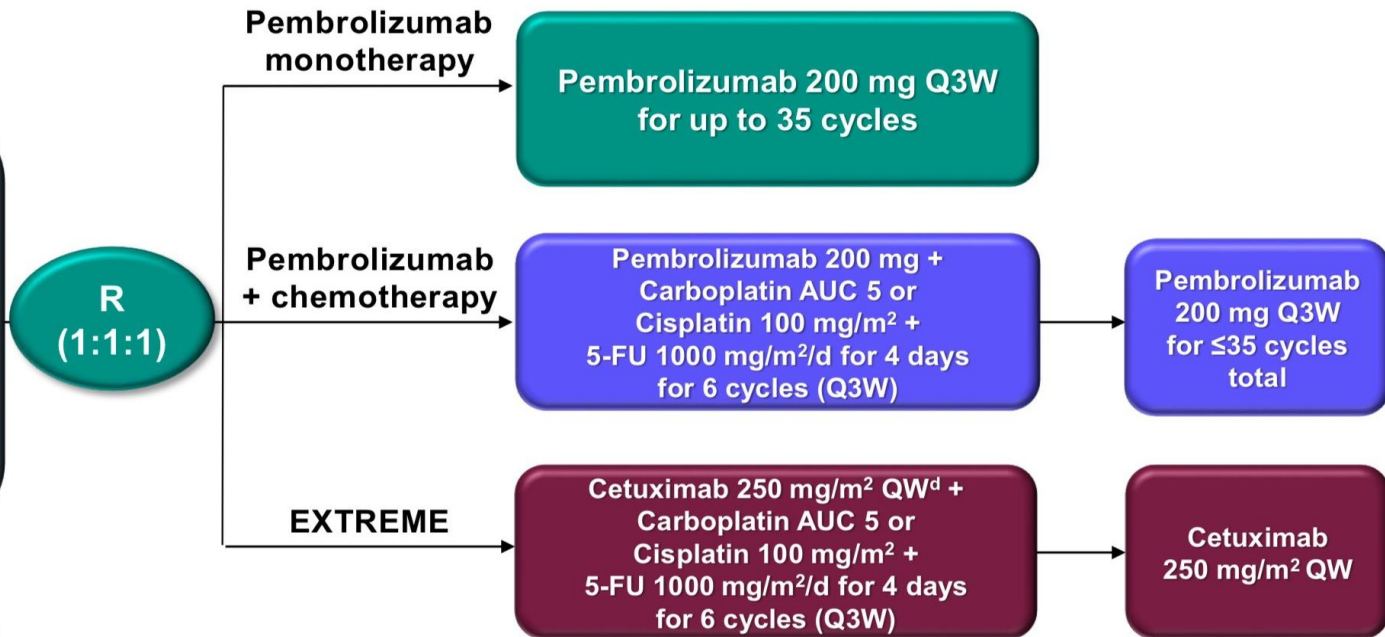 Pembrolizumab
monotherapy
Pembrolizumab 200 mg Q3W
for up to 35 cycles
R
(1:1:1)
Pembrolizumab
+ chemotherapy
Pembrolizumab 200 mg +
Carboplatin AUC 5 or
Cisplatin 100 mg/m² +
5-FU 1000 mg/m²/d for 4 days
for 6 cycles (Q3W)
Pembrolizumab
200 mg Q3W
for ≤35 cycles
total
EXTREME
Cetuximab 250 mg/m² QWᵈ +
Carboplatin AUC 5 or
Cisplatin 100 mg/m² +
5-FU 1000 mg/m²/d for 4 days
for 6 cycles (Q3W)
Cetuximab
250 mg/m² QW